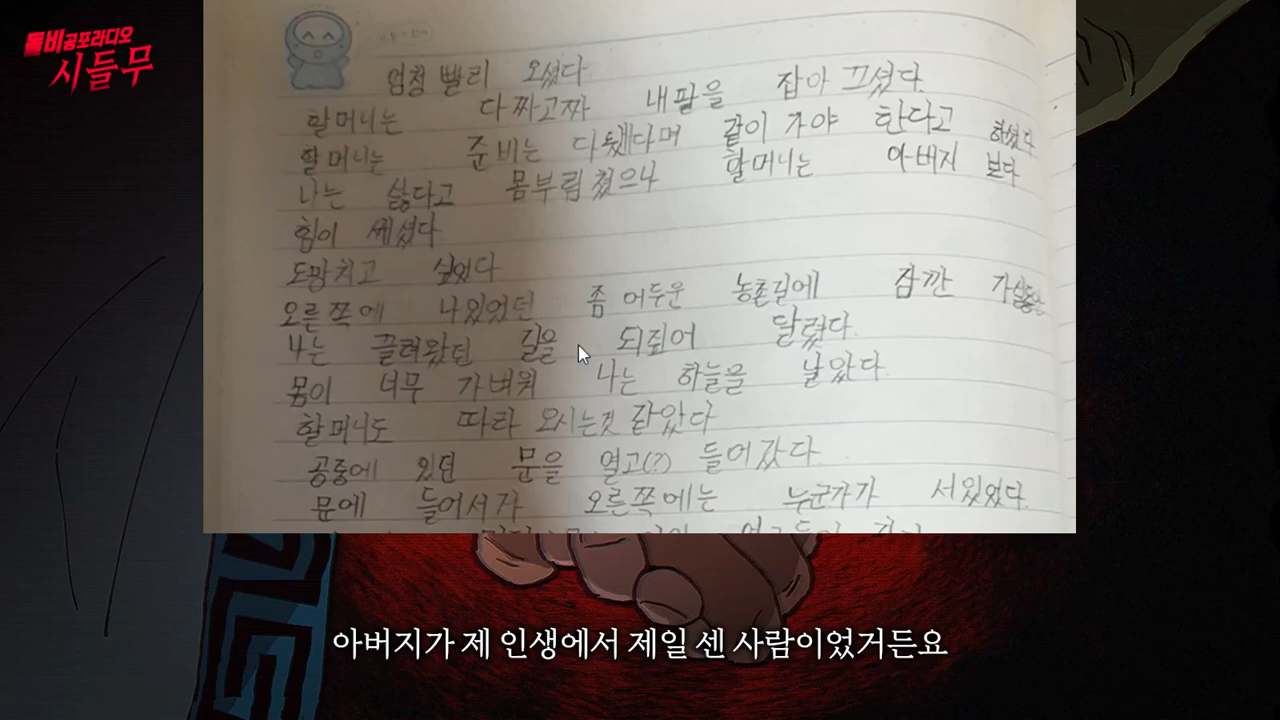 돌비공포라디오
시들무
엄청 빨리 오셨다
할머니는 다짜고짜 내팔을 잡아 끄셨다.
할머니는 준비는 다됐다며 같이 가야 한다고 하셨다
나는 싫다고 몸부림 쳤으나 할머니는 아버지 보다
힘이 쎄셨다
도망치고 싶었다
오른쪽에 나있었던 좀 어두운 농촌길에 잠깐
나는 끌려왔던 길을 되짚어 달렸다.
몸이 너무 가벼워 나는 하늘을 날았다.
할머니도 따라 오시는것 같았다
공중에 있던 문을 열고(?) 들어갔다.
문에 들어서자 오른쪽에는 누군가가 서있었다.
아버지가 제 인생에서 제일 센 사람이었거든요